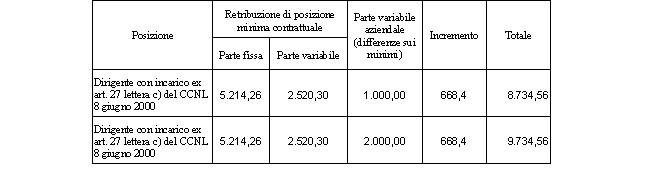 Posizione
Retribuzione di posizione
minima contrattuale
Parte fissa
Parte variabile
Parte variabile
aziendale
(differenze sui
minimi)
Incremento
Totale
Dirigente con incarico ex
art. 27 lettera c) del CCNL
8 giugno 2000
5.214,26
2.520,30
1.000,00
668,4
8.734,56
Dirigente con incarico ex
art. 27 lettera c) del CCNL
8 giugno 2000
5.214,26
2.520,30
2.000,00
668,4
9.734,56